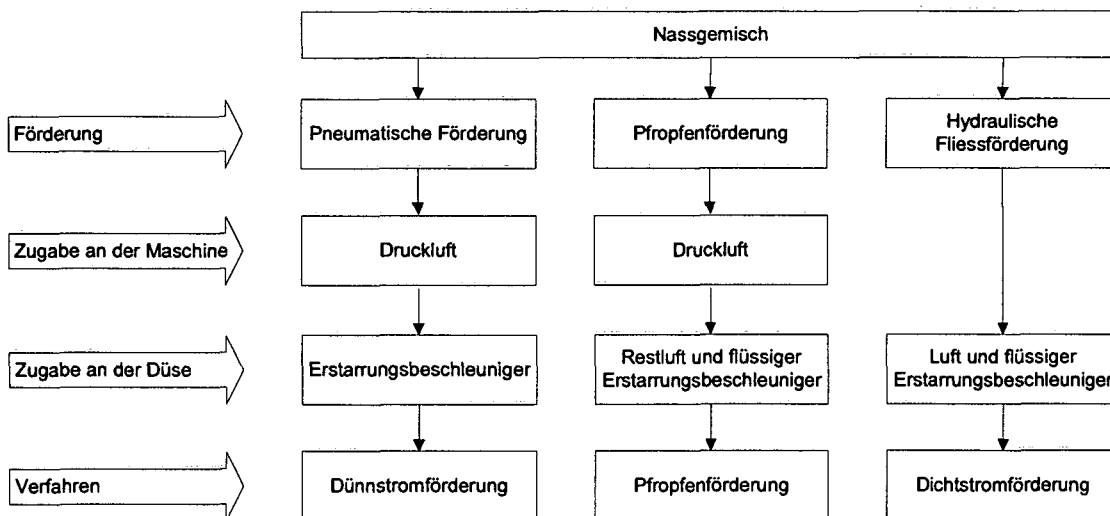 Nassgemisch
Förderung
Pneumatische Förderung
Pfropfenförderung
Hydraulische
Fliessförderung
Zugabe an der Maschine
Druckluft
Druckluft
Zugabe an der Düse
Erstarrungsbeschleuniger
Restluft und flüssiger
Erstarrungsbeschleuniger
Luft und flüssiger
Erstarrungsbeschleuniger
Verfahren
Dünnstromförderung
Pfropfenförderung
Dichtstromförderung